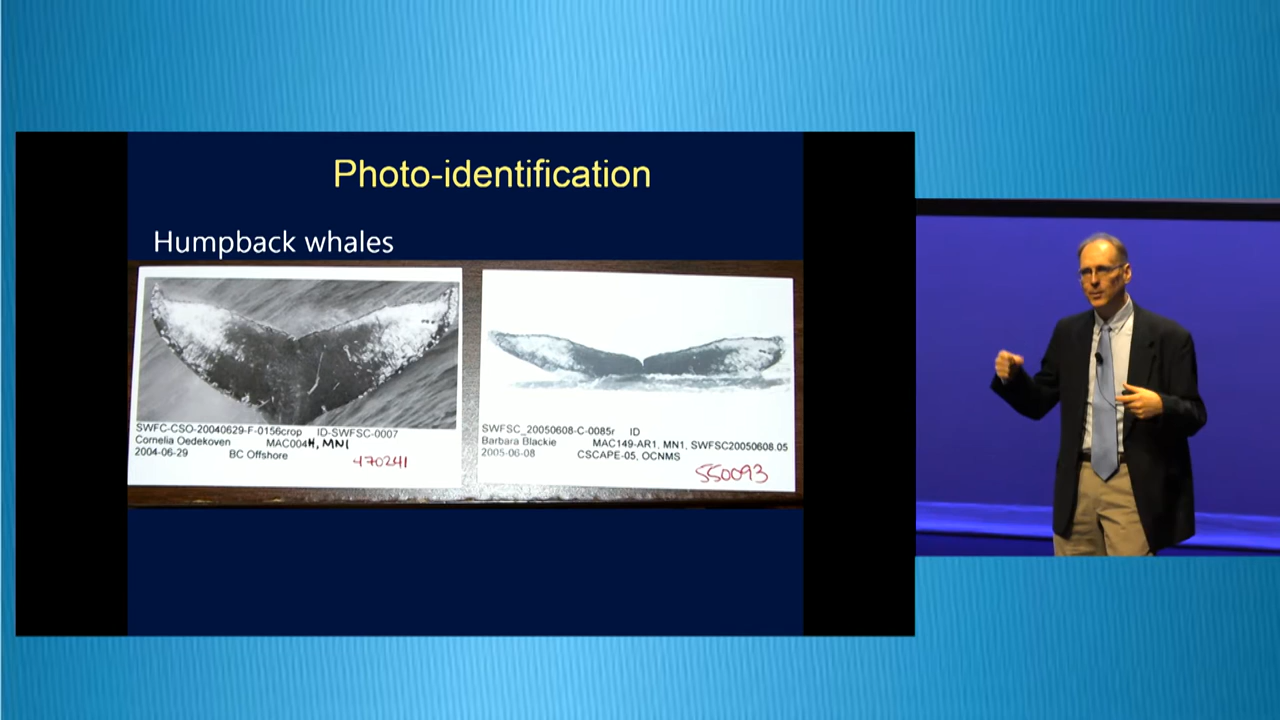 Photo-identification
Humpback whales
SWFC-CSO-20040629-F-0156crop ID-SWFSC-0007
Cornelia Oedekoven MAC004H, MN1
2004-06-29 BC Offshore
470241
SWFSC_20050608-C-0085r ID
Barbara Blackie MAC149-AR1, MN1, SWFSC20050608.05
2005-06-08 CSCAPE-05, OCNMS
550093